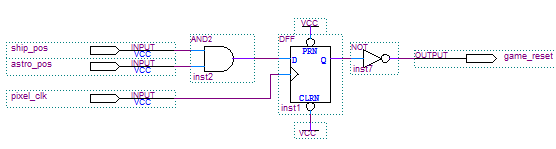 VCC
AND2
DFF
ship_pos
INPUT
VCC
PRN
NOT
astro_pos
INPUT
VCC
D
Q
OUTPUT
game_reset
inst2
inst7
pixel_clk
INPUT
VCC
CLRN
inst1
VCC